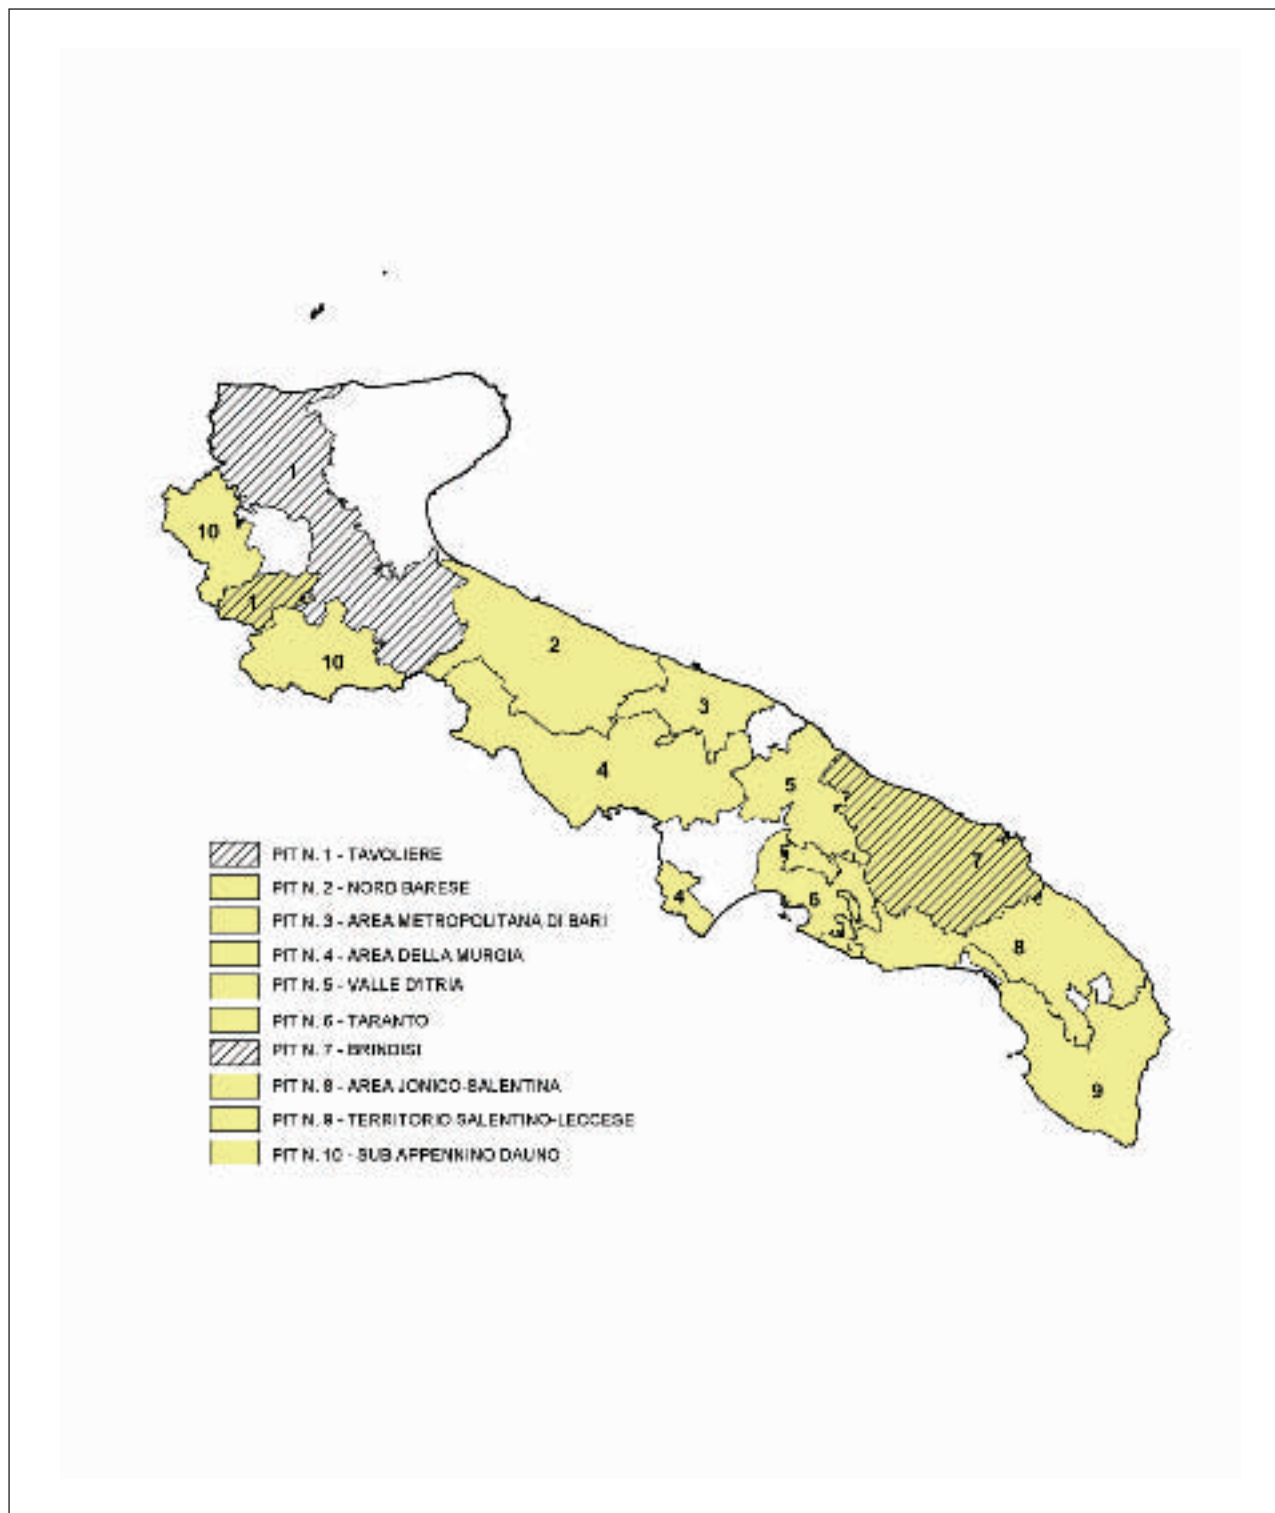 1
10
1
10
2
3
4
5
7
5
6
4
8
9
PIT N. 1 - TAVOLIERE
PIT N. 2 - NORD BARESE
PIT N. 3 - AREA METROPOLITANA DI BARI
PIT N. 4 - AREA DELLA MURGIA
PIT N. 5 - VALLE D'ITRIA
PIT N. 6 - TARANTO
PIT N. 7 - BRINDISI
PIT N. 8 - AREA JONICO-SALENTINA
PIT N. 9 - TERRITORIO SALENTINO-LECCESE
PIT N. 10 - SUB APPENNINO DAUNO